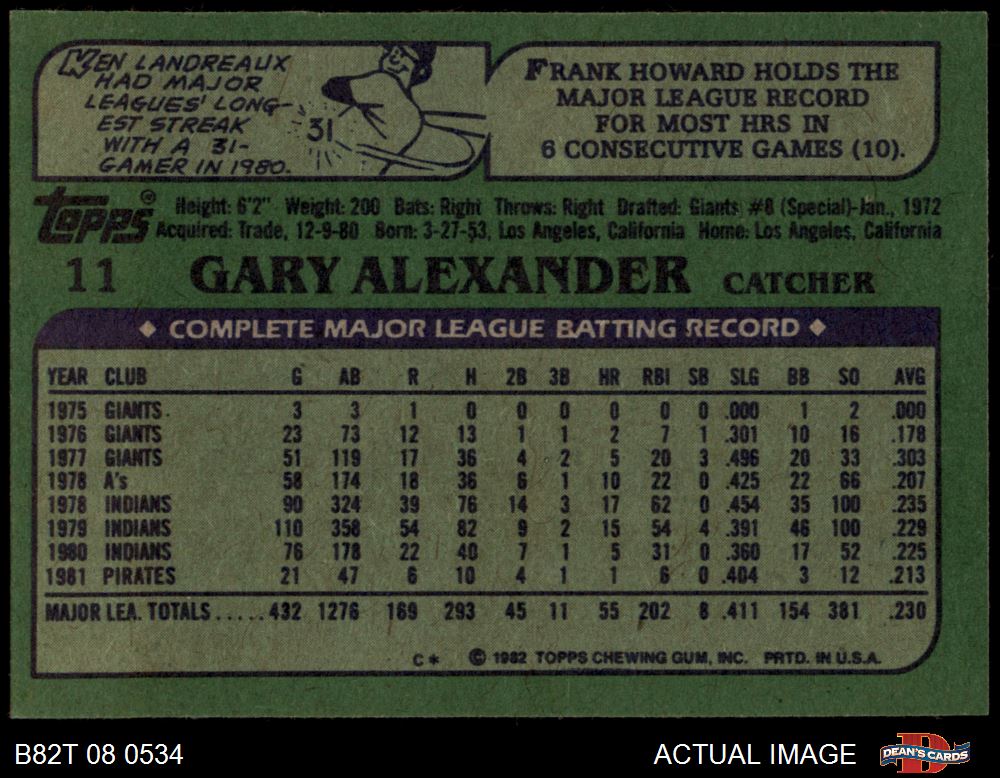 KEN LANDREAUX
HAD MAJOR
LEAGUES' LONG-
EST STREAK
WITH A 31-
GAMER IN 1980.
31
FRANK HOWARD HOLDS THE
MAJOR LEAGUE RECORD
FOR MOST HRS IN
6 CONSECUTIVE GAMES (10).
topps® Height: 6'2" Weight: 200 Bats: Right Throws: Right Drafted: Giants #8 (Special)-Jan., 1972
Acquired: Trade, 12-9-80 Born: 3-27-53, Los Angeles, California Home: Los Angeles, California
11 GARY ALEXANDER CATCHER
◆ COMPLETE MAJOR LEAGUE BATTING RECORD ◆
YEAR CLUB G AB R H 2B 3B HR RBI SB SLG BB SO AVG
1975 GIANTS 3 3 1 0 0 0 0 0 0 .000 1 2 .000
1976 GIANTS 23 73 12 13 1 1 2 7 1 .301 10 16 .178
1977 GIANTS 51 119 17 36 4 2 5 20 3 .496 20 33 .303
1978 A's 58 174 18 36 6 1 10 22 0 .425 22 66 .207
1978 INDIANS 90 324 39 76 14 3 17 62 0 .454 35 100 .235
1979 INDIANS 110 358 54 82 9 2 15 54 4 .391 46 100 .229
1980 INDIANS 76 178 22 40 7 1 5 31 0 .360 17 52 .225
1981 PIRATES 21 47 6 10 4 1 1 6 0 .404 3 12 .213
MAJOR LEA. TOTALS.....432 1276 169 293 45 11 55 202 8 .411 154 381 .230
C* © 1982 TOPPS CHEWING GUM, INC. PRTD. IN U.S.A.
B82T 08 0534 ACTUAL IMAGE DEAN'S CARDS